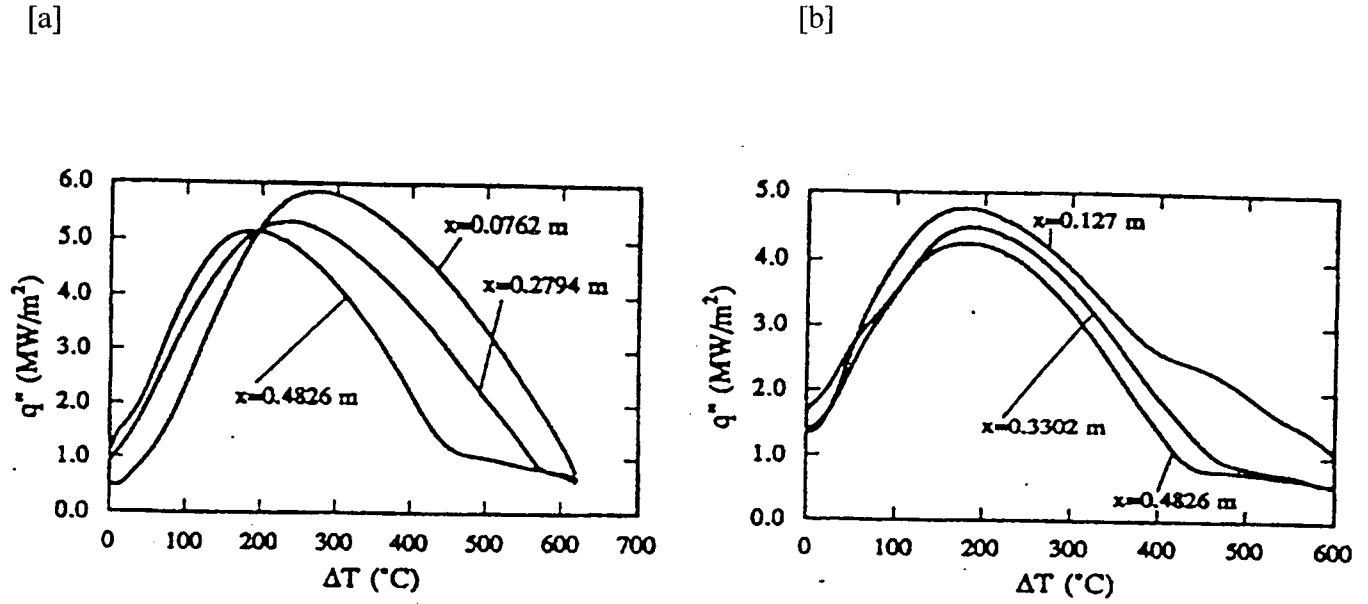 [a]
[b]
6.0
5.0
4.0
3.0
2.0
1.0
0.0
q" (MW/m²)
x=0.0762 m
x=0.2794 m
x=0.4826 m
0 100 200 300 400 500 600 700
ΔT (°C)
5.0
4.0
3.0
2.0
1.0
0.0
q" (MW/m²)
x=0.127 m
x=0.3302 m
x=0.4826 m
0 100 200 300 400 500 600
ΔT (°C)